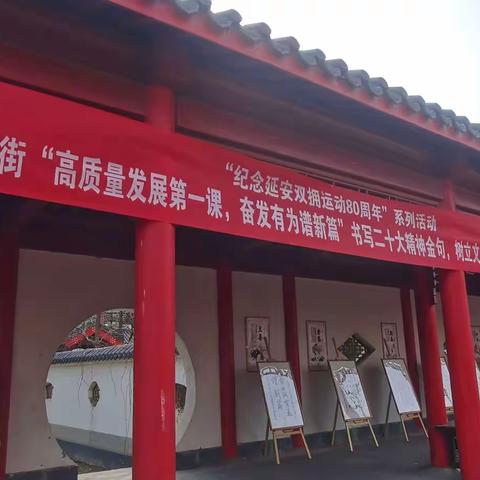 “纪念延安双拥运动80周年”系列活动
街“高质量发展第一课，奋发有为谱新篇”书写二十大精神金句，树立文